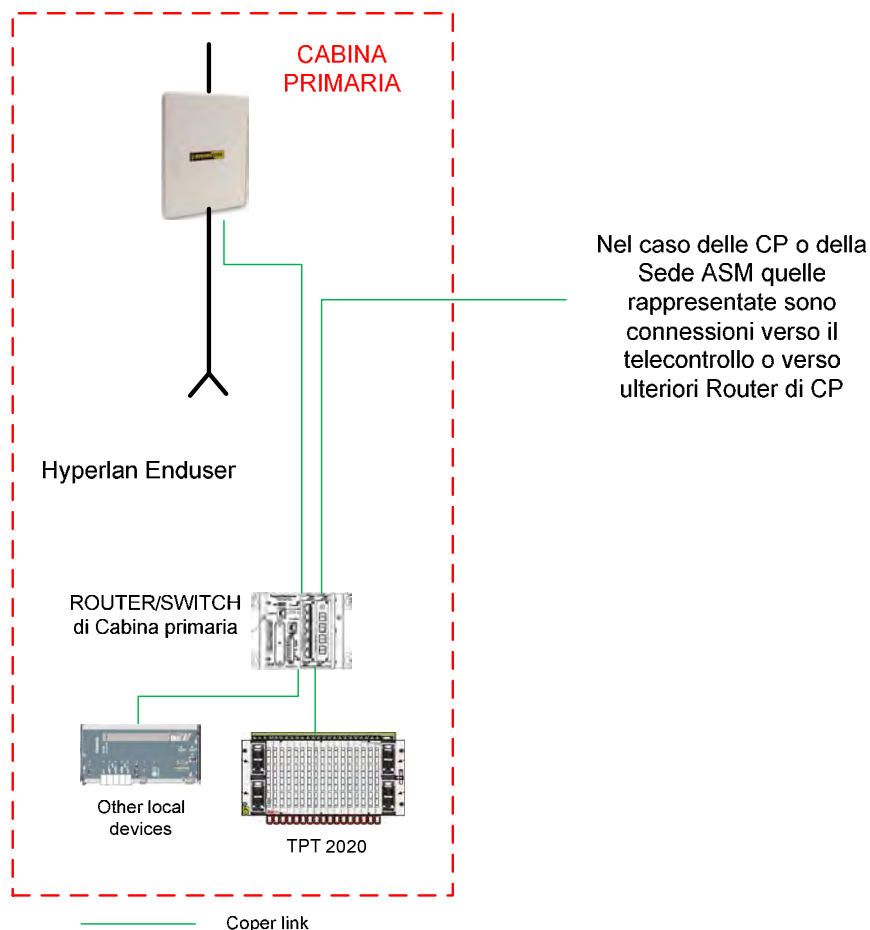 CABINA
PRIMARIA
Nel caso delle CP o della
Sede ASM quelle
rappresentate sono
connessioni verso il
telecontrollo o verso
ulteriori Router di CP
Hyperlan Enduser
ROUTER/SWITCH
di Cabina primaria
Other local
devices
TPT 2020
Coper link